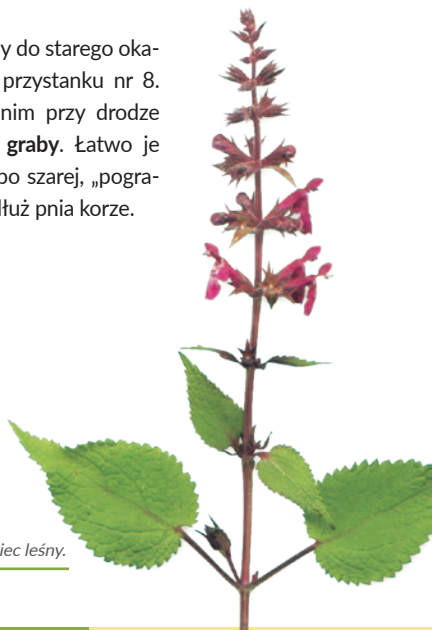 y do starego oka-
przystanku nr 8.
nim przy drodze
graby. Łatwo je
po szarej, „pogra-
dłuż pnia korze.
iec leśny.